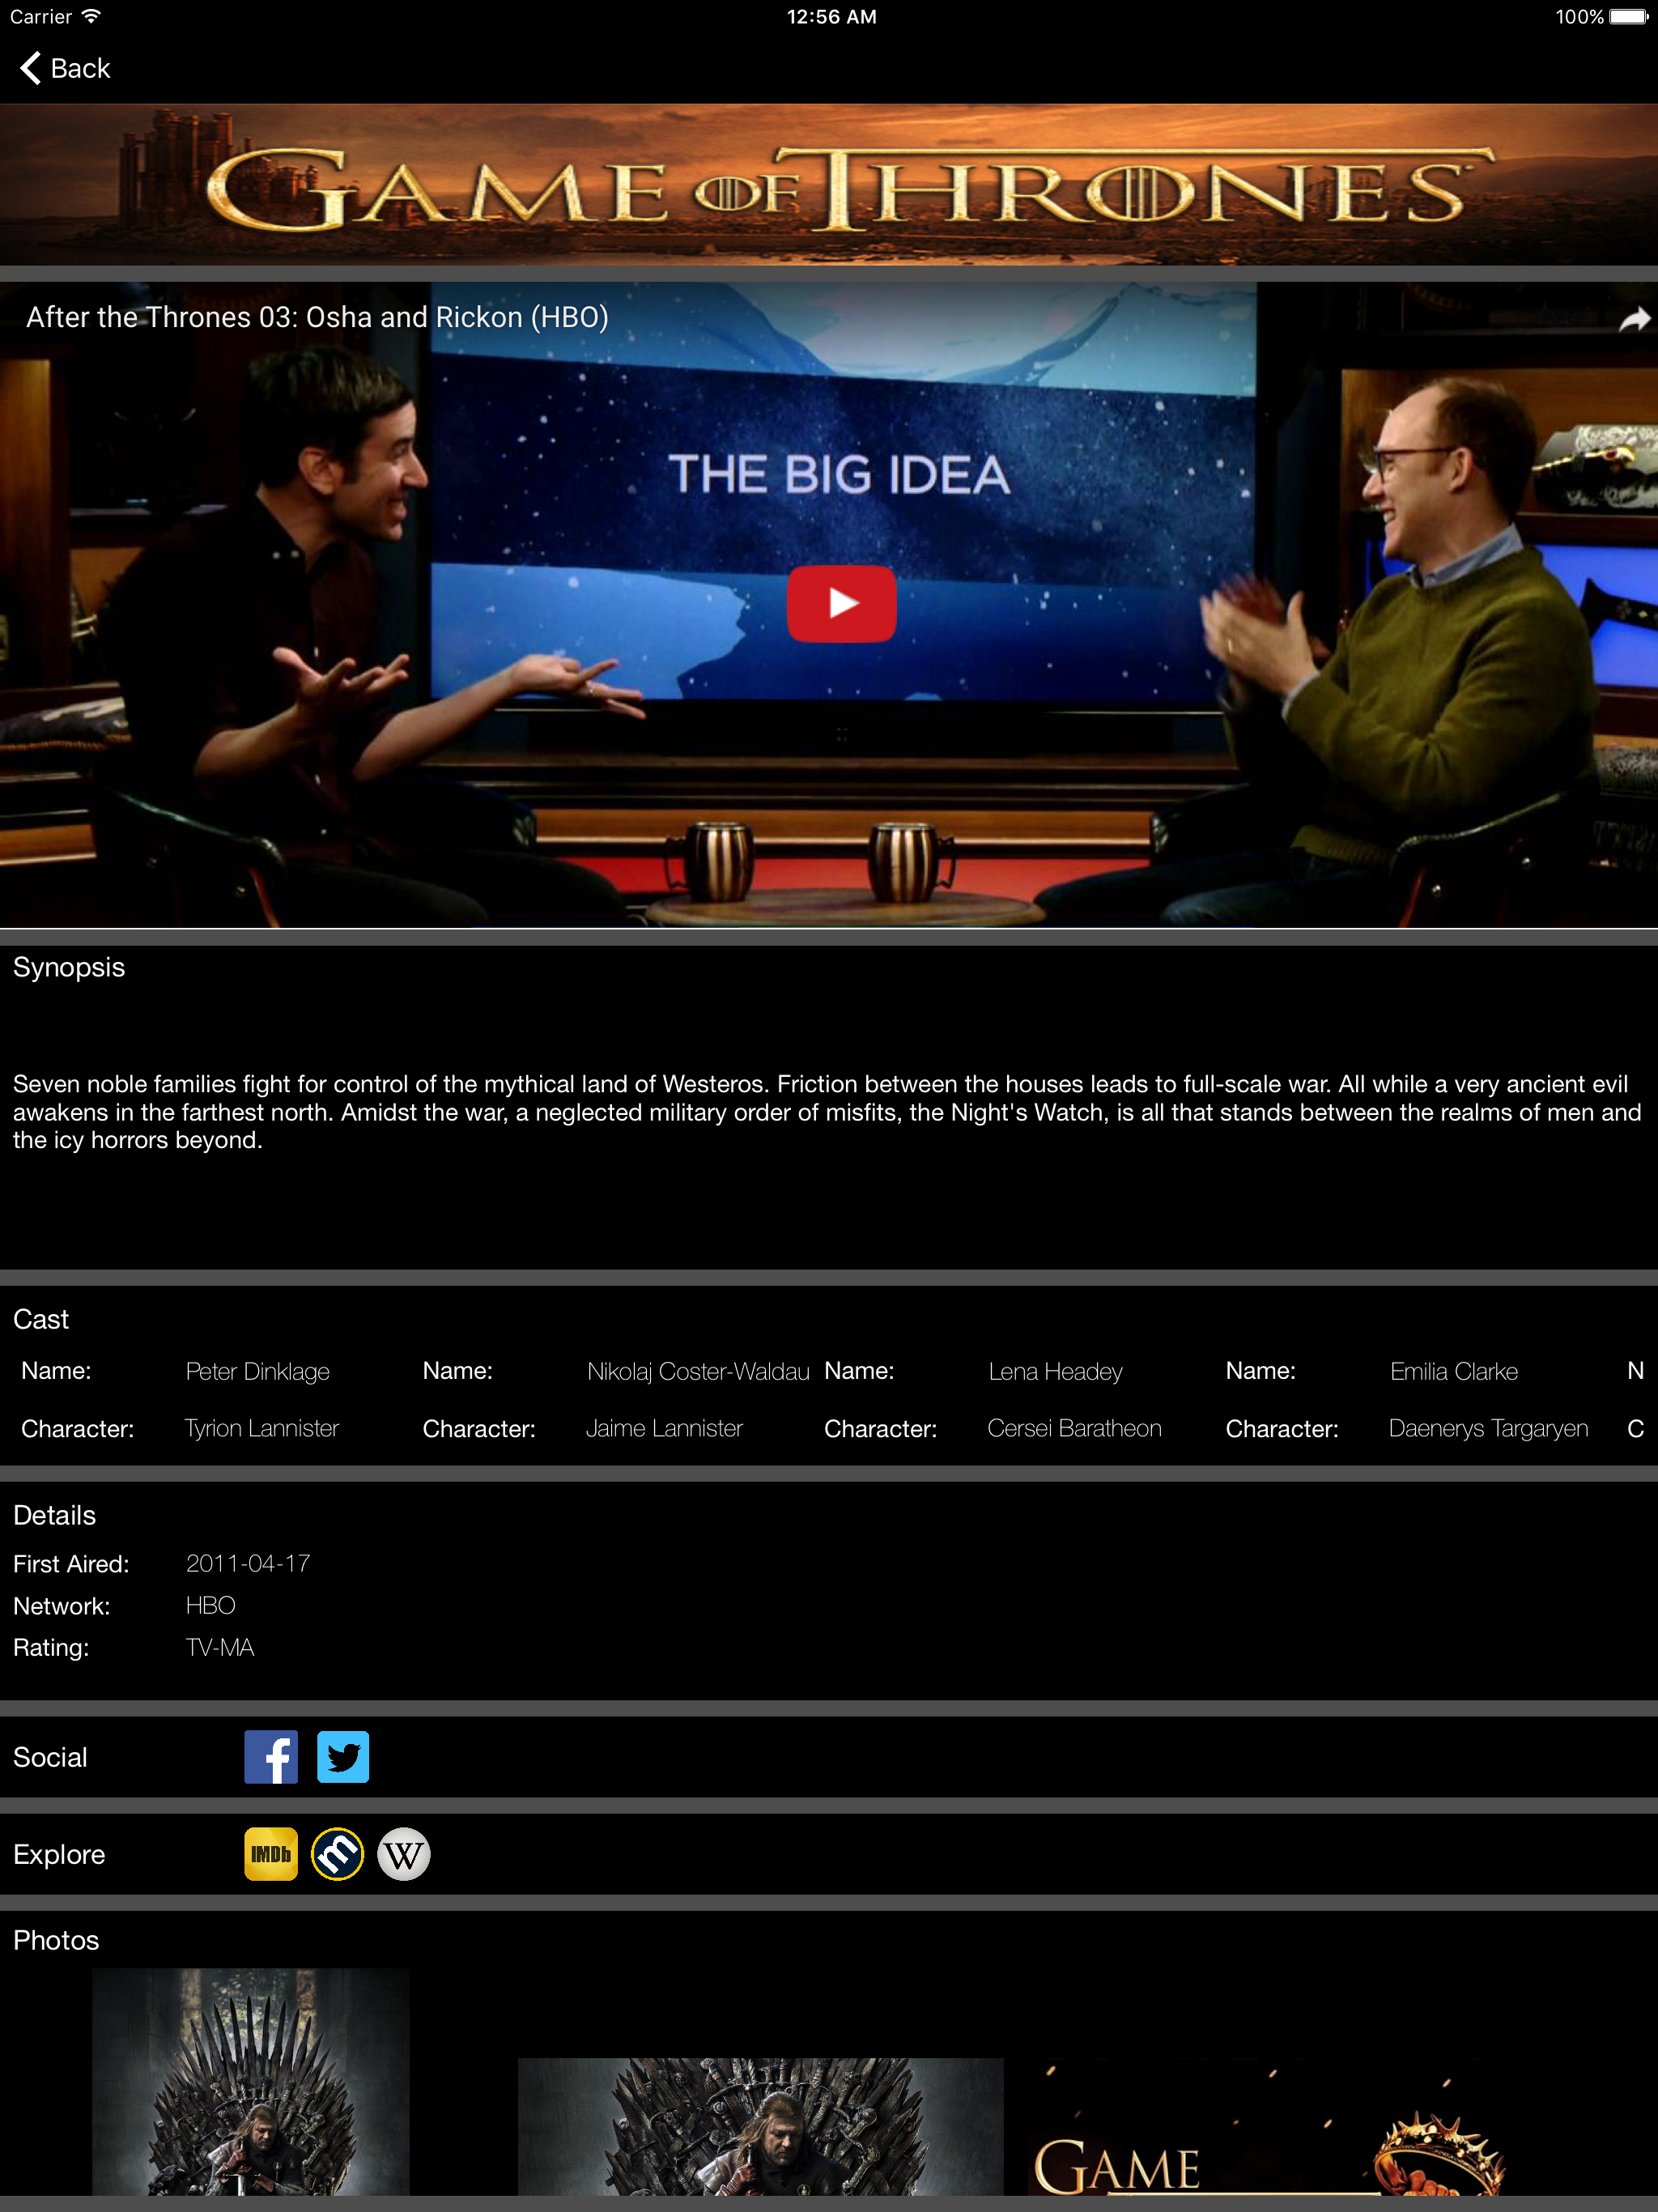 Carrier 12:56 AM 100%
Back
GAME OF THRONES
After the Thrones 03: Osha and Rickon (HBO)
THE BIG IDEA
Synopsis
Seven noble families fight for control of the mythical land of Westeros. Friction between the houses leads to full-scale war. All while a very ancient evil
awakens in the farthest north. Amidst the war, a neglected military order of misfits, the Night's Watch, is all that stands between the realms of men and
the icy horrors beyond.
Cast
Name: Peter Dinklage Name: Nikolaj Coster-Waldau Name: Lena Headey Name: Emilia Clarke N
Character: Tyrion Lannister Character: Jaime Lannister Character: Cersei Baratheon Character: Daenerys Targaryen C
Details
First Aired: 2011-04-17
Network: HBO
Rating: TV-MA
Social f
Explore IMDb m W
Photos
GAME